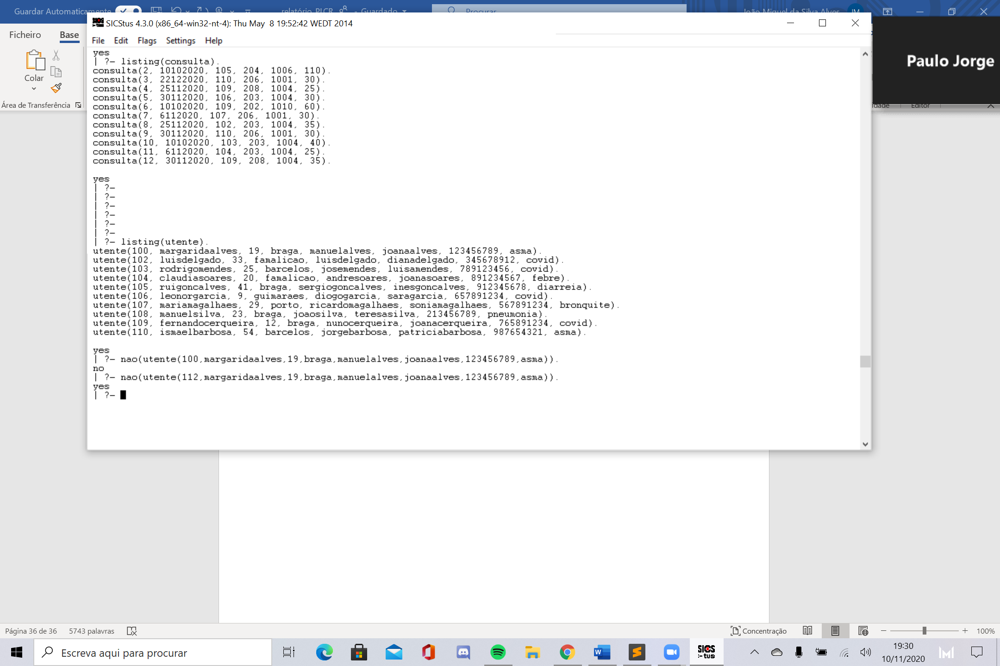 Guardar Automaticamente
relatório_PLCR - Guardado
Procurar
João Miguel da Silva Alves
JM
SICStus 4.3.0 (x86_64-win32-nt-4): Thu May  8 19:52:42 WEDT 2014
Ficheiro
Base
File Edit Flags Settings Help
Paulo Jorge
Colar
Área de Transferência
idade
Editor
yes
| ?- listing(consulta).
consulta(2, 10102020, 105, 204, 1006, 110).
consulta(3, 22122020, 110, 206, 1001, 30).
consulta(4, 25112020, 109, 208, 1004, 25).
consulta(5, 30112020, 106, 203, 1004, 30).
consulta(6, 10102020, 109, 202, 1010, 60).
consulta(7, 6112020, 107, 206, 1001, 30).
consulta(8, 25112020, 102, 203, 1004, 35).
consulta(9, 30112020, 110, 206, 1001, 30).
consulta(10, 10102020, 103, 203, 1004, 40).
consulta(11, 6112020, 104, 203, 1004, 25).
consulta(12, 30112020, 109, 208, 1004, 35).
yes
| ?-
| ?-
| ?-
| ?-
| ?-
| ?-
| ?- listing(utente).
utente(100, margaridaalves, 19, braga, manuelalves, joanaalves, 123456789, asma).
utente(102, luisdelgado, 33, famalicao, luisdelgado, dianadelgado, 345678912, covid).
utente(103, rodrigomendes, 25, barcelos, josemendes, luisamendes, 789123456, covid).
utente(104, claudiasoares, 20, famalicao, andresoares, joanasoares, 891234567, febre).
utente(105, ruigoncalves, 41, braga, sergiogoncalves, inesgoncalves, 912345678, diarreia).
utente(106, leonorgarcia, 9, guimaraes, diogogarcia, saragarcia, 657891234, covid).
utente(107, mariamagalhaes, 29, porto, ricardomagalhaes, soniamagalhaes, 567891234, bronquite).
utente(108, manuelsilva, 23, braga, joaosilva, teresasilva, 213456789, pneumonia).
utente(109, fernandocerqueira, 12, braga, nunocerqueira, joanacerqueira, 765891234, covid).
utente(110, ismaelbarbosa, 54, barcelos, jorgebarbosa, patriciabarbosa, 987654321, asma).
yes
| ?- nao(utente(100,margaridaalves,19,braga,manuelalves,joanaalves,123456789,asma)).
no
| ?- nao(utente(112,margaridaalves,19,braga,manuelalves,joanaalves,123456789,asma)).
yes
| ?-
Página 36 de 36
5743 palavras
Concentração
100%
Escreva aqui para procurar
SICS
:-tus
19:30
10/11/2020